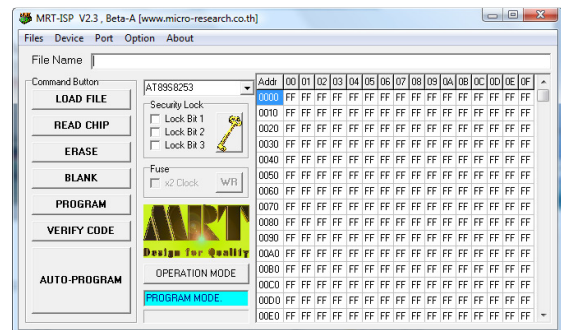 MRT-ISP V2.3 , Beta-A [www.micro-research.co.th]
Files Device Port Option About
File Name
Command Button
LOAD FILE
READ CHIP
ERASE
BLANK
PROGRAM
VERIFY CODE
AUTO-PROGRAM
AT89S8253
Security Lock
Lock Bit 1
Lock Bit 2
Lock Bit 3
Fuse
x2 Clock WR
MRT
Design for Quality
OPERATION MODE
PROGRAM MODE.
Addr 00 01 02 03 04 05 06 07 08 09 0A 0B 0C 0D 0E 0F
0000 FF FF FF FF FF FF FF FF FF FF FF FF FF FF FF FF
0010 FF FF FF FF FF FF FF FF FF FF FF FF FF FF FF FF
0020 FF FF FF FF FF FF FF FF FF FF FF FF FF FF FF FF
0030 FF FF FF FF FF FF FF FF FF FF FF FF FF FF FF FF
0040 FF FF FF FF FF FF FF FF FF FF FF FF FF FF FF FF
0050 FF FF FF FF FF FF FF FF FF FF FF FF FF FF FF FF
0060 FF FF FF FF FF FF FF FF FF FF FF FF FF FF FF FF
0070 FF FF FF FF FF FF FF FF FF FF FF FF FF FF FF FF
0080 FF FF FF FF FF FF FF FF FF FF FF FF FF FF FF FF
0090 FF FF FF FF FF FF FF FF FF FF FF FF FF FF FF FF
00A0 FF FF FF FF FF FF FF FF FF FF FF FF FF FF FF FF
00B0 FF FF FF FF FF FF FF FF FF FF FF FF FF FF FF FF
00C0 FF FF FF FF FF FF FF FF FF FF FF FF FF FF FF FF
00D0 FF FF FF FF FF FF FF FF FF FF FF FF FF FF FF FF
00E0 FF FF FF FF FF FF FF FF FF FF FF FF FF FF FF FF